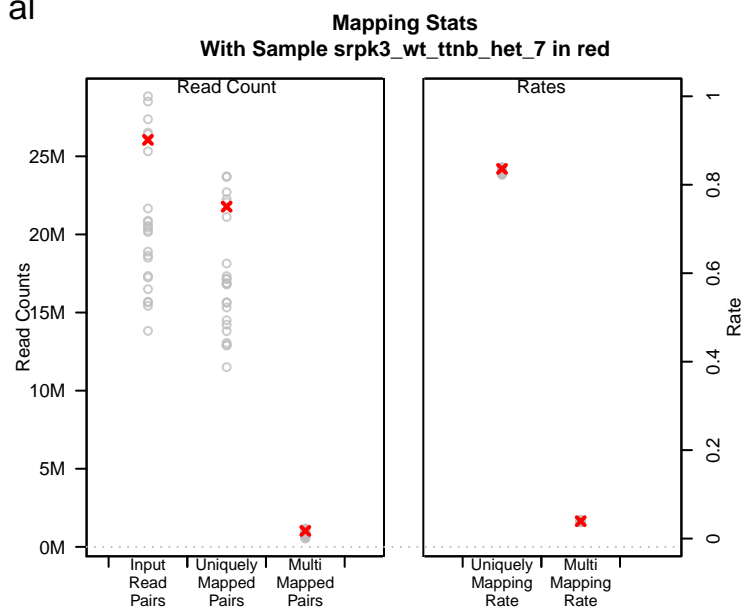 al
Mapping Stats
With Sample srpk3_wt_ttnb_het_7 in red
Read Count
Rates
Read Counts
25M
20M
15M
10M
5M
0M
Rate
1
0.8
0.6
0.4
0.2
0
Input
Read
Pairs
Uniquely
Mapped
Pairs
Multi
Mapped
Pairs
Uniquely
Mapping
Rate
Multi
Mapping
Rate